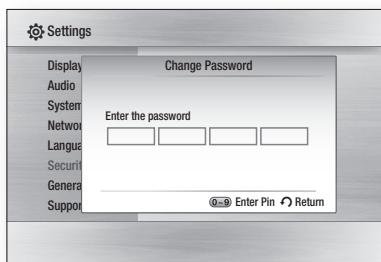 Settings
Display
Change Password
Audio
System
Enter the password
Networ
Langua
Securit
Genera
Suppor
0~9 Enter Pin Return